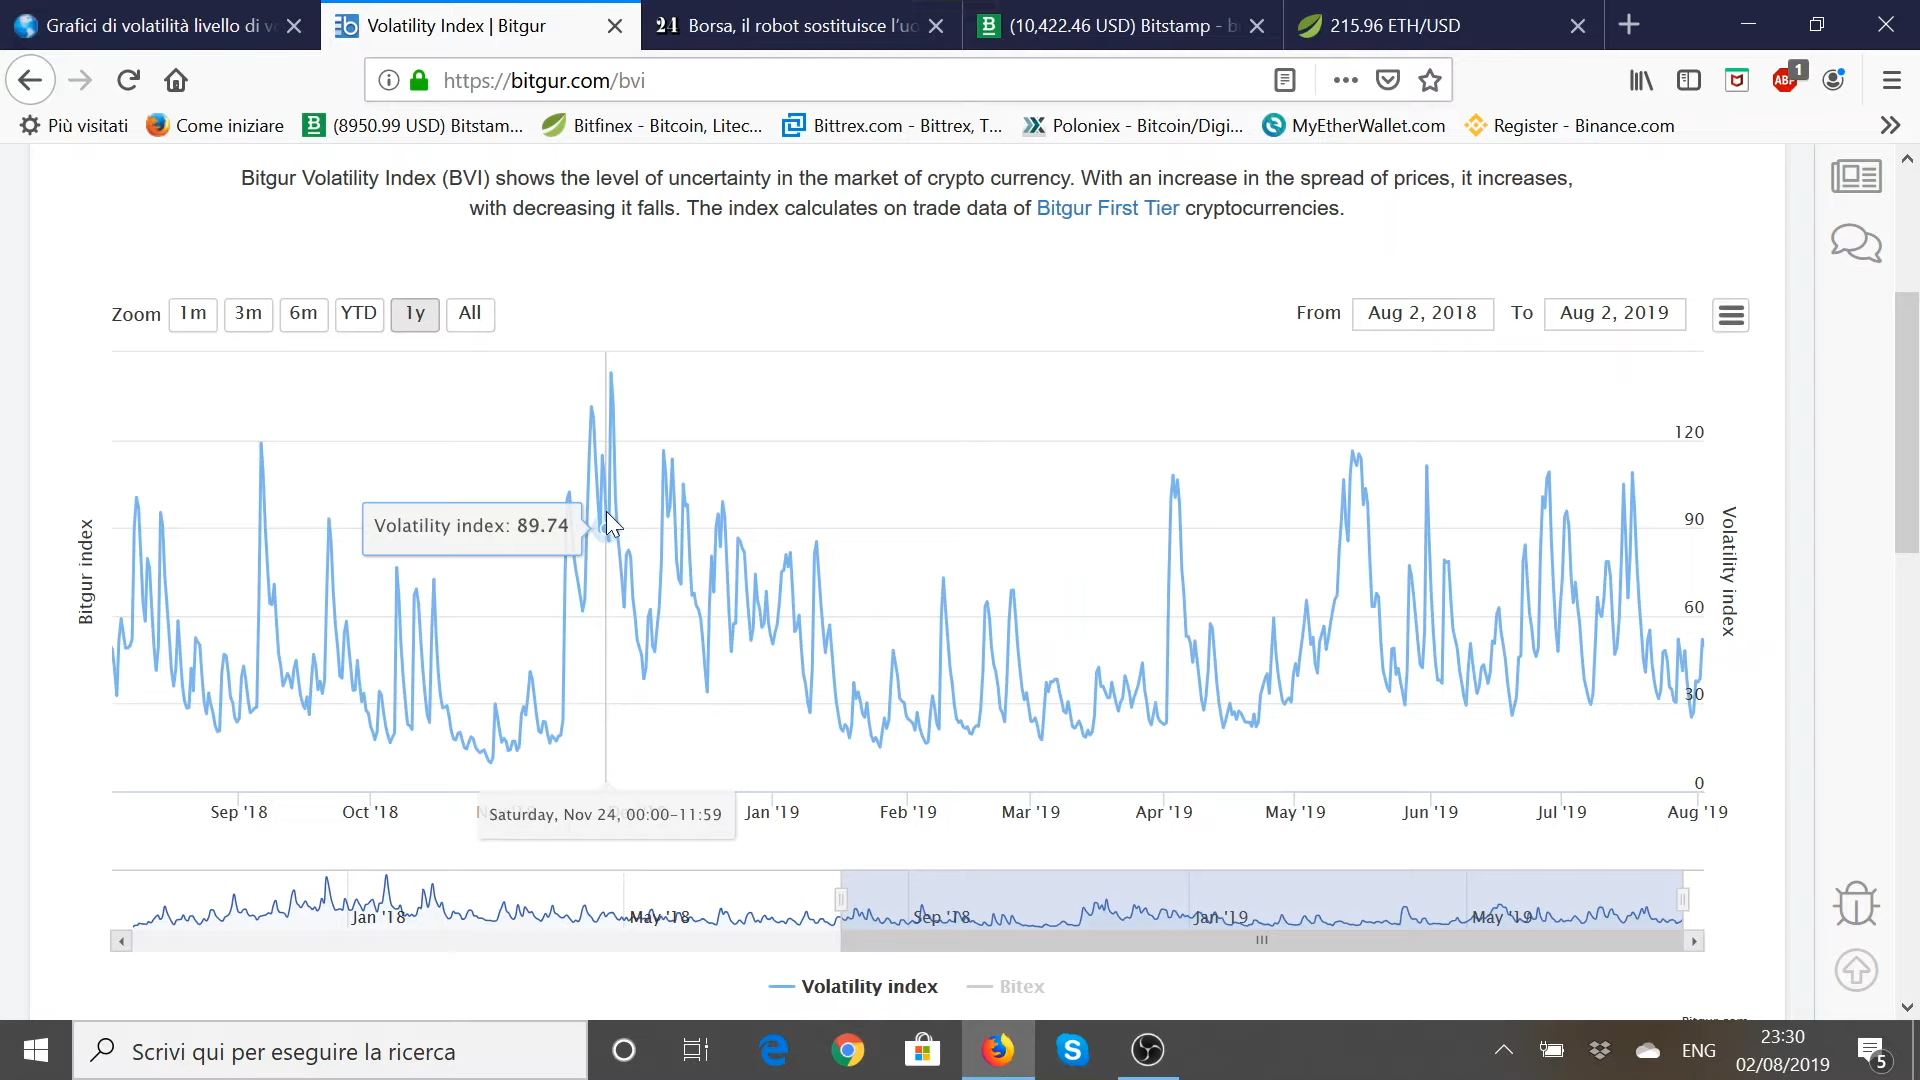 Grafici di volatilità livello di v
Volatility Index | Bitgur
24 Borsa, il robot sostituisce l'uo
(10,422.46 USD) Bitstamp - b
215.96 ETH/USD
https://bitgur.com/bvi
ABP
1
Più visitati
Come iniziare
(8950.99 USD) Bitstam...
Bitfinex - Bitcoin, Litec...
Bittrex.com - Bittrex, T...
Poloniex - Bitcoin/Digi...
MyEtherWallet.com
Register - Binance.com
Bitgur Volatility Index (BVI) shows the level of uncertainty in the market of crypto currency. With an increase in the spread of prices, it increases,
with decreasing it falls. The index calculates on trade data of Bitgur First Tier cryptocurrencies.
Zoom 1m 3m 6m YTD 1y All
From Aug 2, 2018 To Aug 2, 2019
120
90
60
30
0
Bitgur index
Volatility index
Volatility index: 89.74
Sep '18 Oct '18 Jan '19 Feb '19 Mar '19 Apr '19 May '19 Jun '19 Jul '19 Aug '19
Saturday, Nov 24, 00:00-11:59
Jan '18 May '18 Sep '18 Jan '19 May '19
Volatility index Bitex
Scrivi qui per eseguire la ricerca
ENG
23:30
02/08/2019
5